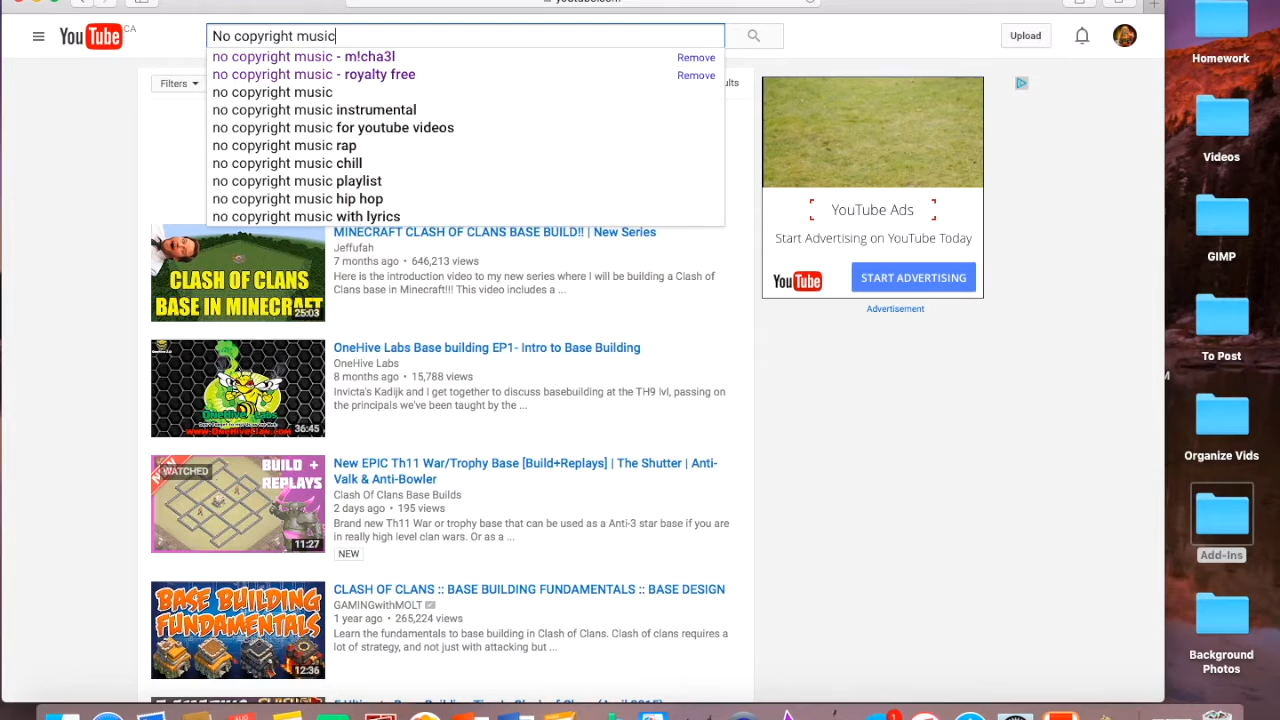 youtube.com
YouTube CA
No copyright music
Upload
no copyright music - m!cha3l
Remove
no copyright music - royalty free
Remove
no copyright music
no copyright music instrumental
no copyright music for youtube videos
no copyright music rap
no copyright music chill
no copyright music playlist
no copyright music hip hop
no copyright music with lyrics
Filters
MINECRAFT CLASH OF CLANS BASE BUILD!! | New Series
Jeffufah
7 months ago • 646,213 views
Here is the introduction video to my new series where I will be building a Clash of
Clans base in Minecraft!!! This video includes a ...
CLASH OF CLANS
BASE IN MINECRAFT
25:03
OneHive Labs Base building EP1- Intro to Base Building
OneHive Labs
8 months ago • 15,788 views
Invicta's Kadijk and I get together to discuss basebuilding at the TH9 lvl, passing on
the principals we've been taught by the ...
OneHive Labs
www.OneHiveClan.com
36:45
New EPIC Th11 War/Trophy Base [Build+Replays] | The Shutter | Anti-
Valk & Anti-Bowler
Clash Of Clans Base Builds
2 days ago • 195 views
Brand new Th11 War or trophy base that can be used as a Anti-3 star base if you are
in really high level clan wars. Or as a ...
NEW
WATCHED
BUILD +
REPLAYS
11:27
CLASH OF CLANS :: BASE BUILDING FUNDAMENTALS :: BASE DESIGN
GAMINGwithMOLT
1 year ago • 265,224 views
Learn the fundamentals to base building in Clash of Clans. Clash of clans requires a
lot of strategy, and not just with attacking but ...
BASE BUILDING
FUNDAMENTALS
12:36
YouTube Ads
Start Advertising on YouTube Today
YouTube
START ADVERTISING
Advertisement
Homework
Videos
GIMP
To Post
Organize Vids
Add-Ins
Background
Photos
AUG
1